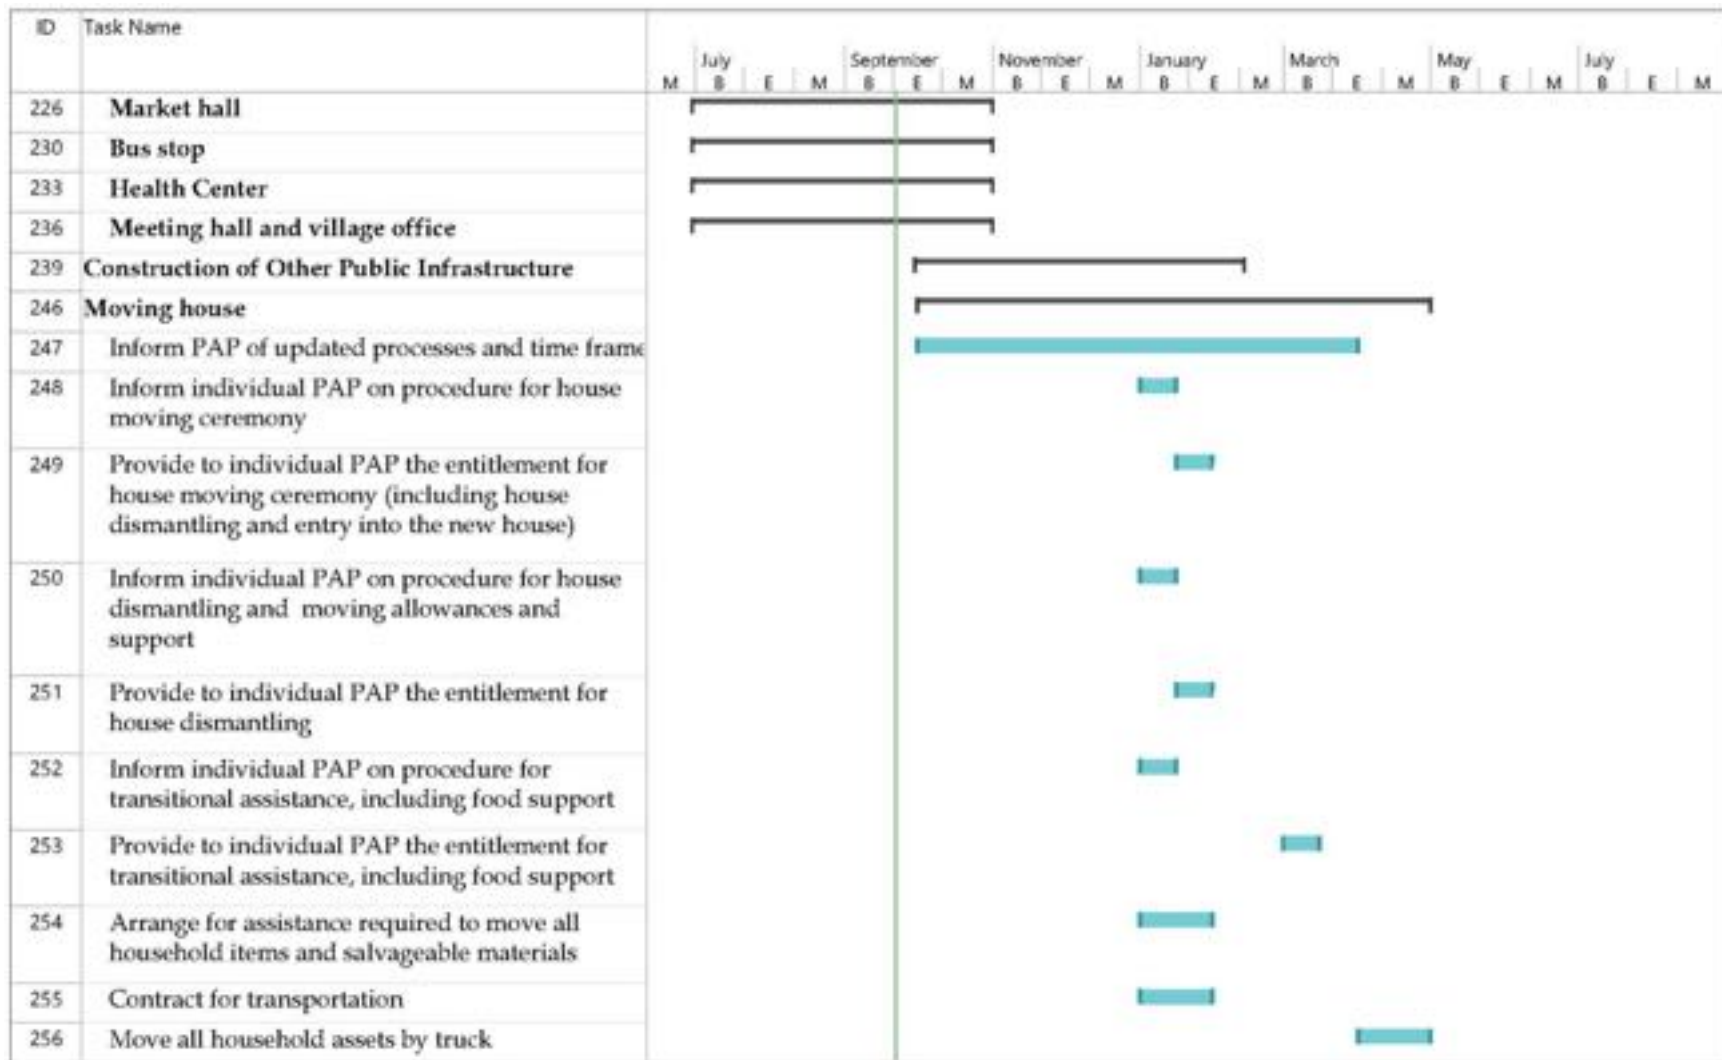 ID Task Name
July September November January March May July
M B E M B E M B E M B E M B E M B E M B E M
226 Market hall
230 Bus stop
233 Health Center
236 Meeting hall and village office
239 Construction of Other Public Infrastructure
246 Moving house
247 Inform PAP of updated processes and time frame
248 Inform individual PAP on procedure for house
moving ceremony
249 Provide to individual PAP the entitlement for
house moving ceremony (including house
dismantling and entry into the new house)
250 Inform individual PAP on procedure for house
dismantling and moving allowances and
support
251 Provide to individual PAP the entitlement for
house dismantling
252 Inform individual PAP on procedure for
transitional assistance, including food support
253 Provide to individual PAP the entitlement for
transitional assistance, including food support
254 Arrange for assistance required to move all
household items and salvageable materials
255 Contract for transportation
256 Move all household assets by truck